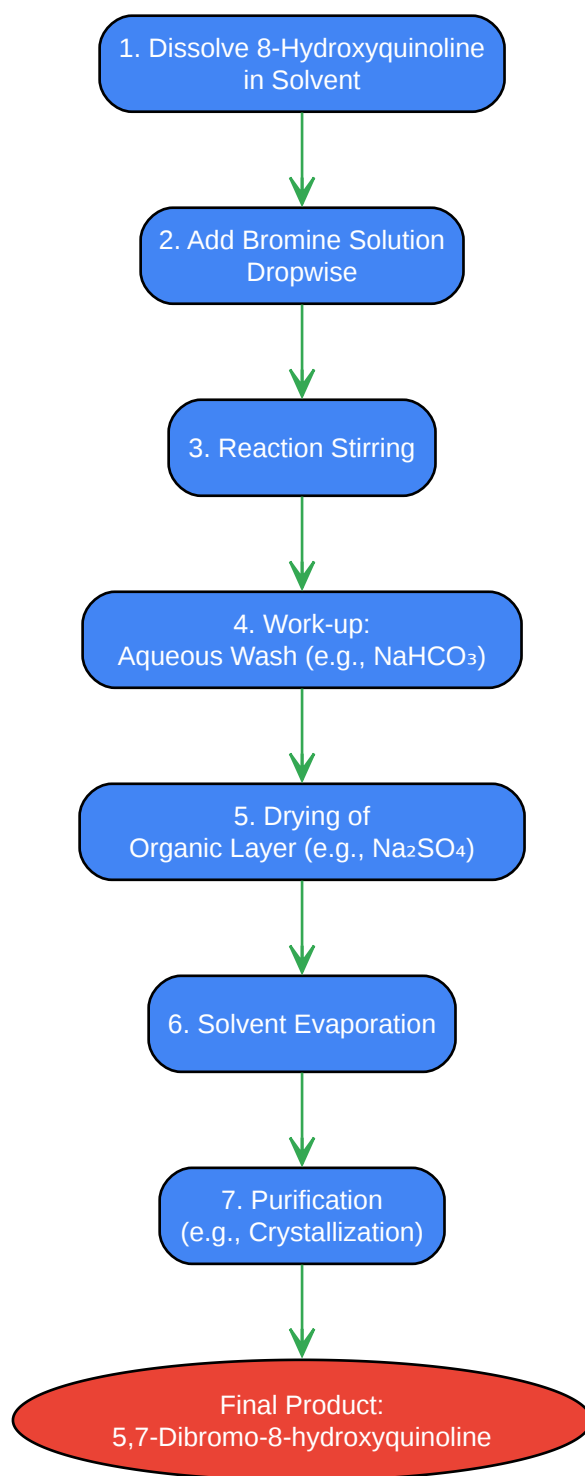 1. Dissolve 8-Hydroxyquinoline
in Solvent
2. Add Bromine Solution
Dropwise
3. Reaction Stirring
4. Work-up:
Aqueous Wash (e.g., NaHCO₃)
5. Drying of
Organic Layer (e.g., Na₂SO₄)
6. Solvent Evaporation
7. Purification
(e.g., Crystallization)
Final Product:
5,7-Dibromo-8-hydroxyquinoline